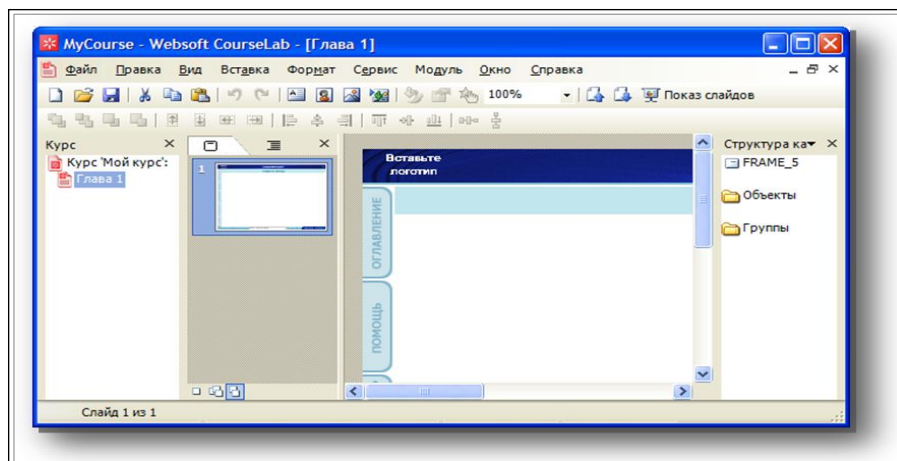 MyCourse - Websoft CourseLab - [Глава 1]
Файл Правка Вид Вставка Формат Сервис Модуль Окно Справка
100% Показ слайдов
Курс
Курс 'Мой курс':
Глава 1
1
Вставьте
логотип
ОГЛАВЛЕНИЕ
ПОМОЩЬ
Структура ка
FRAME_5
Объекты
Группы
Слайд 1 из 1